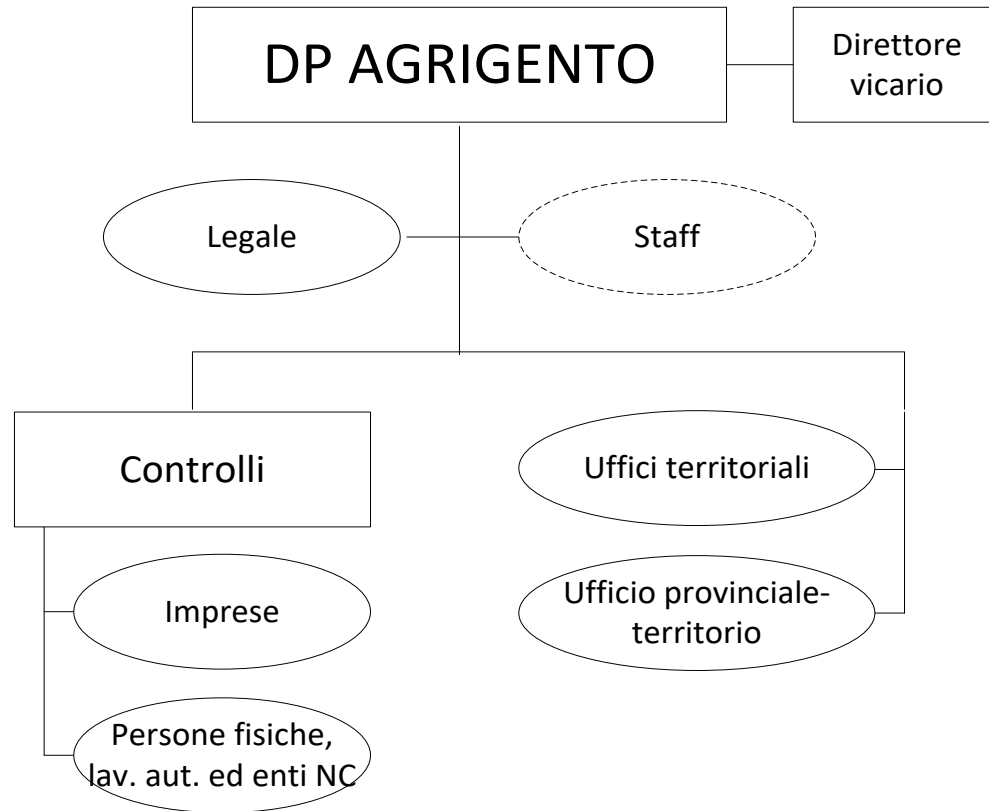 DP AGRIGENTO
Direttore
vicario
Legale
Staff
Controlli
Uffici territoriali
Imprese
Ufficio provinciale-
territorio
Persone fisiche,
lav. aut. ed enti NC